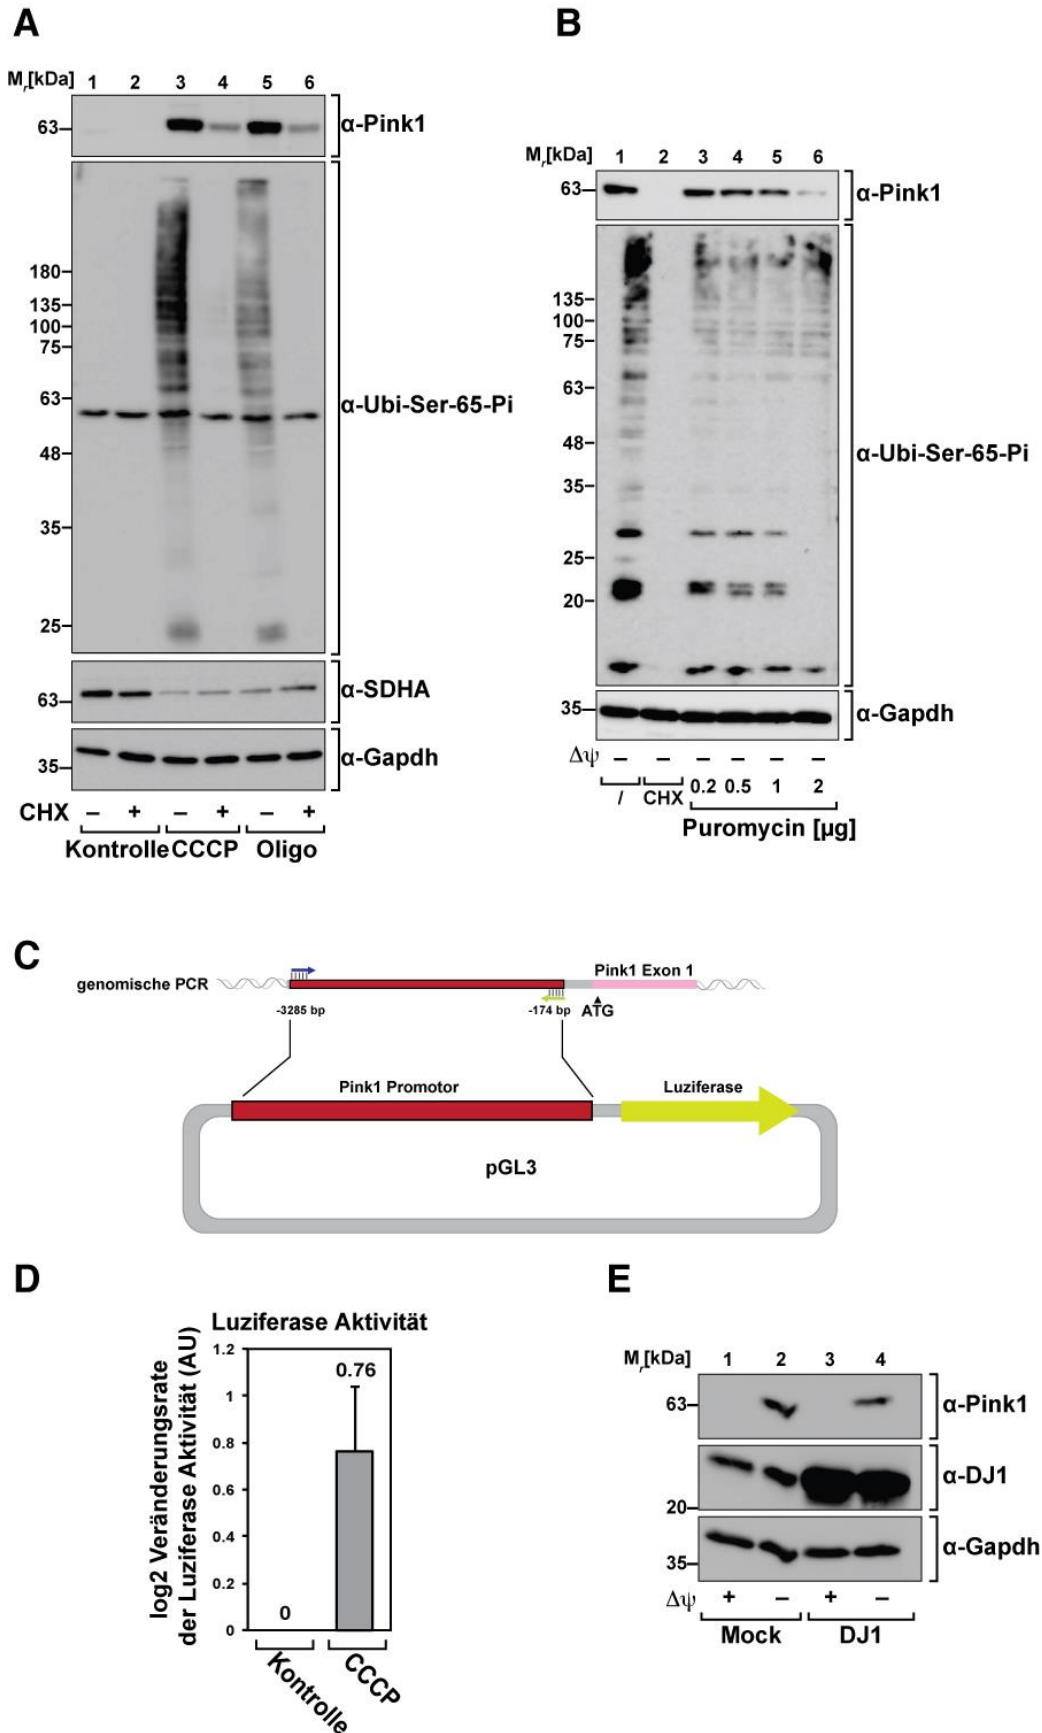 A
Mr[kDa] 1 2 3 4 5 6
63–
α-Pink1
180–
135–
100–
75–
63–
α-Ubi-Ser-65-Pi
48–
35–
25–
63–
α-SDHA
35–
α-Gapdh
CHX – + – + – +
Kontrolle CCCP Oligo
B
Mr[kDa] 1 2 3 4 5 6
63–
α-Pink1
135–
100–
75–
63–
48–
α-Ubi-Ser-65-Pi
35–
25–
20–
35–
α-Gapdh
Δψ – – – – – –
/ CHX 0.2 0.5 1 2
Puromycin [µg]
C
genomische PCR
Pink1 Exon 1
-3285 bp
-174 bp
ATG
Pink1 Promotor
Luziferase
pGL3
D
Luziferase Aktivität
log2 Veränderungsrate
der Luziferase Aktivität (AU)
1.2
1
0.8
0.6
0.4
0.2
0
0.76
0
Kontrolle
CCCP
E
Mr[kDa] 1 2 3 4
63–
α-Pink1
α-DJ1
20–
α-Gapdh
35–
Δψ + – + –
Mock DJ1